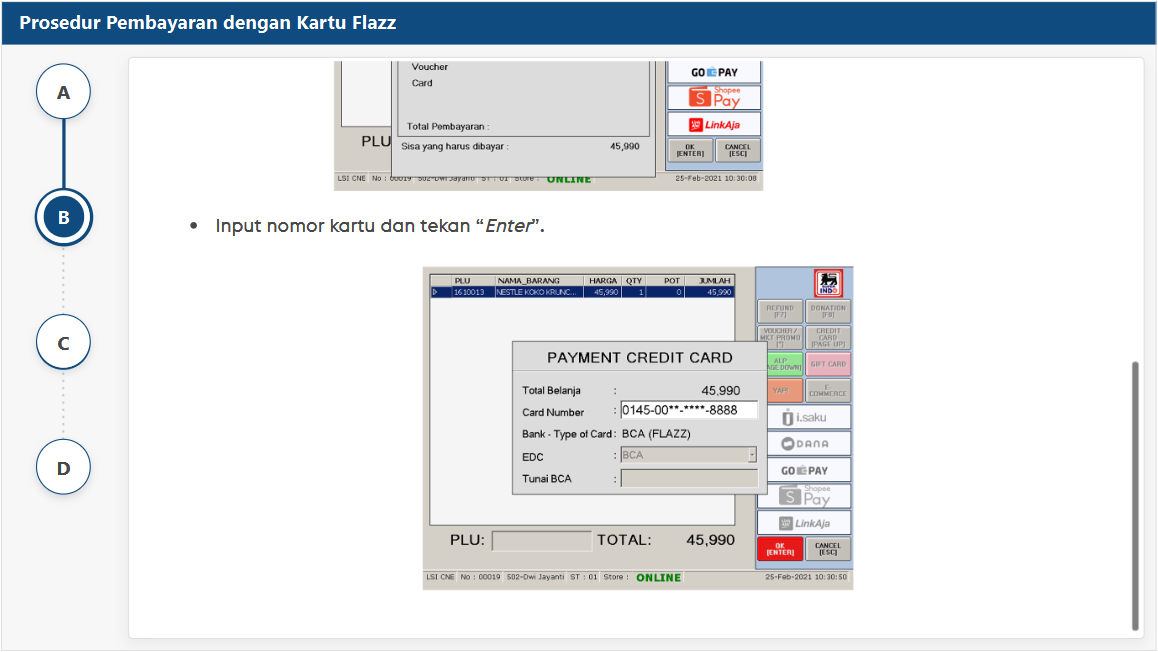 Prosedur Pembayaran dengan Kartu Flazz
A
B
C
D
Voucher
Card
Total Pembayaran :
Sisa yang harus dibayar : 45,990
PLU
GO PAY
Shopee
Pay
LinkAja
OK
[ENTER]
CANCEL
[ESC]
LSI CNE No : 00019 S02-Dwi Jayanti ST : 01 Store : ONLINE 25-Feb-2021 10:30:08
• Input nomor kartu dan tekan “Enter”.
PLU NAMA_BARANG HARGA QTY POT JUMLAH
1610013 NESTLE KOKO KRUNC... 45,990 1 0 45,990
PAYMENT CREDIT CARD
Total Belanja : 45,990
Card Number : 0145-00**-****-8888
Bank - Type of Card : BCA (FLAZZ)
EDC : BCA
Tunai BCA :
PLU: TOTAL: 45,990
INDO
REFUND
[F7]
DONATION
[F8]
VOUCHER /
MKT PROMO
[*]
CREDIT
CARD
[PAGE UP]
ALP
AGE DOWN]
GIFT CARD
YAP!
E-
COMMERCE
i.saku
DANA
GO PAY
Shopee
Pay
LinkAja
OK
[ENTER]
CANCEL
[ESC]
LSI CNE No : 00019 S02-Dwi Jayanti ST : 01 Store : ONLINE 25-Feb-2021 10:30:50